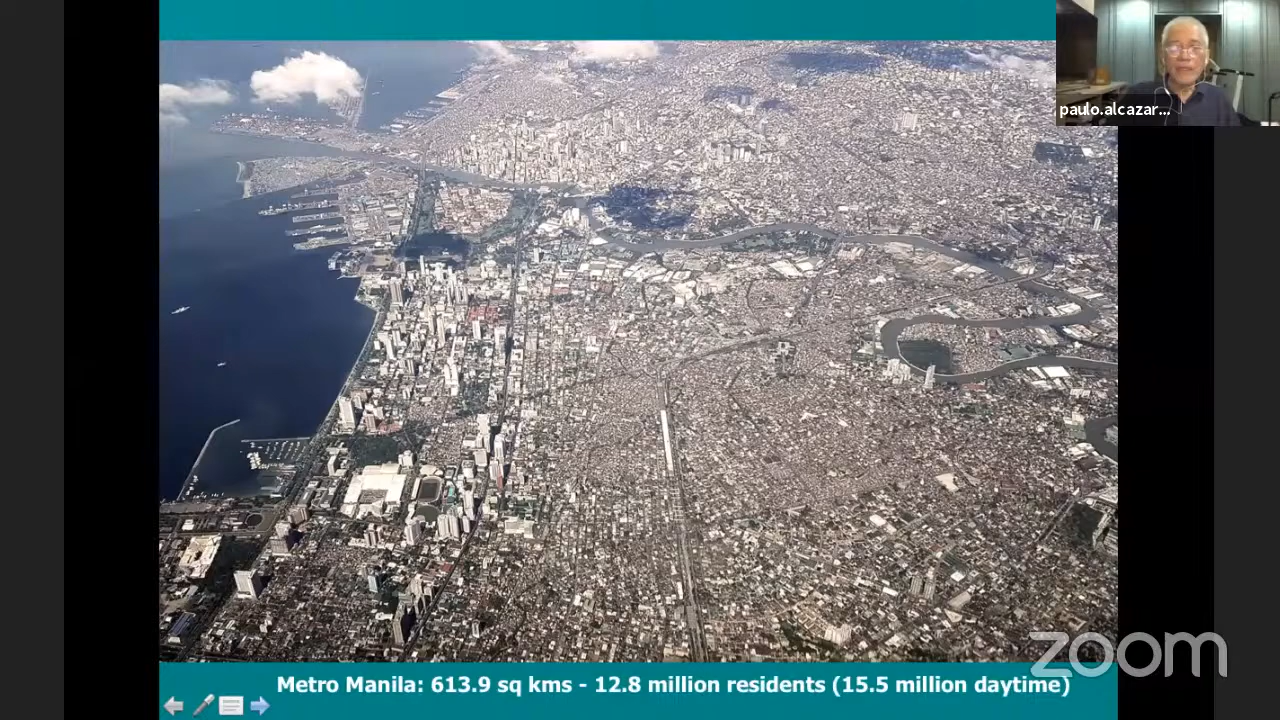 paulo.alcazar...
zoom
Metro Manila: 613.9 sq kms - 12.8 million residents (15.5 million daytime)